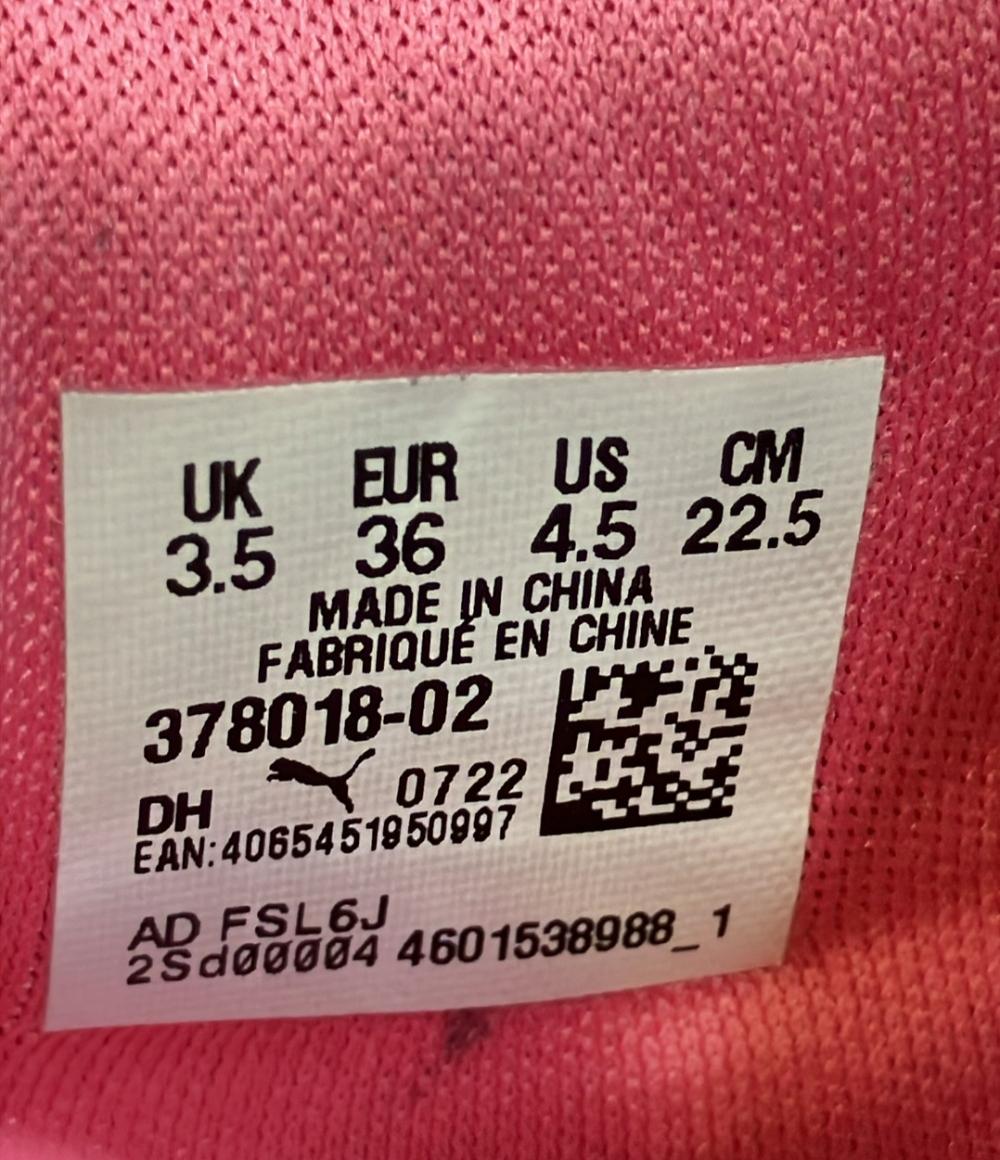 UK EUR US CM
3.5 36 4.5 22.5
MADE IN CHINA
FABRIQUÉ EN CHINE
378018-02
DH 0722
EAN:4065451950997
AD FSL6J
2Sd00004 4601538988_1